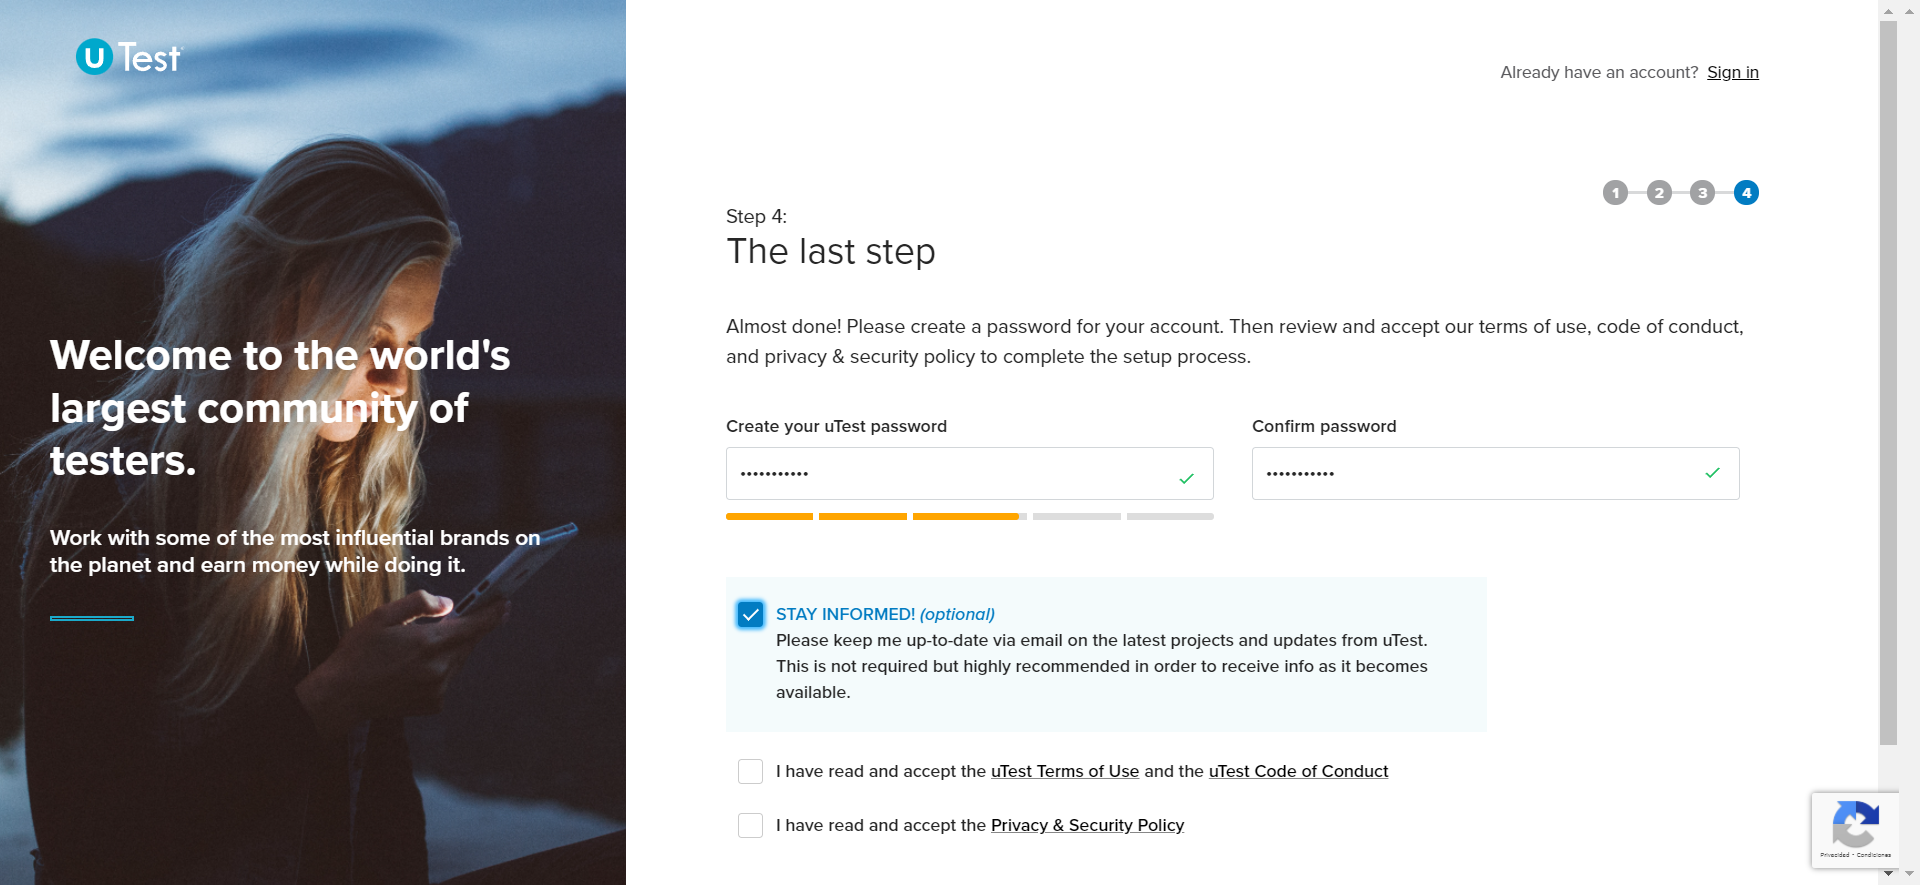 U Test
Welcome to the world's
largest community of
testers.
Work with some of the most influential brands on
the planet and earn money while doing it.
Already have an account? Sign in
1 2 3 4
Step 4:
The last step
Almost done! Please create a password for your account. Then review and accept our terms of use, code of conduct,
and privacy & security policy to complete the setup process.
Create your uTest password
Confirm password
•••••••••••
•••••••••••
STAY INFORMED! (optional)
Please keep me up-to-date via email on the latest projects and updates from uTest.
This is not required but highly recommended in order to receive info as it becomes
available.
I have read and accept the uTest Terms of Use and the uTest Code of Conduct
I have read and accept the Privacy & Security Policy
Privacidad - Condiciones